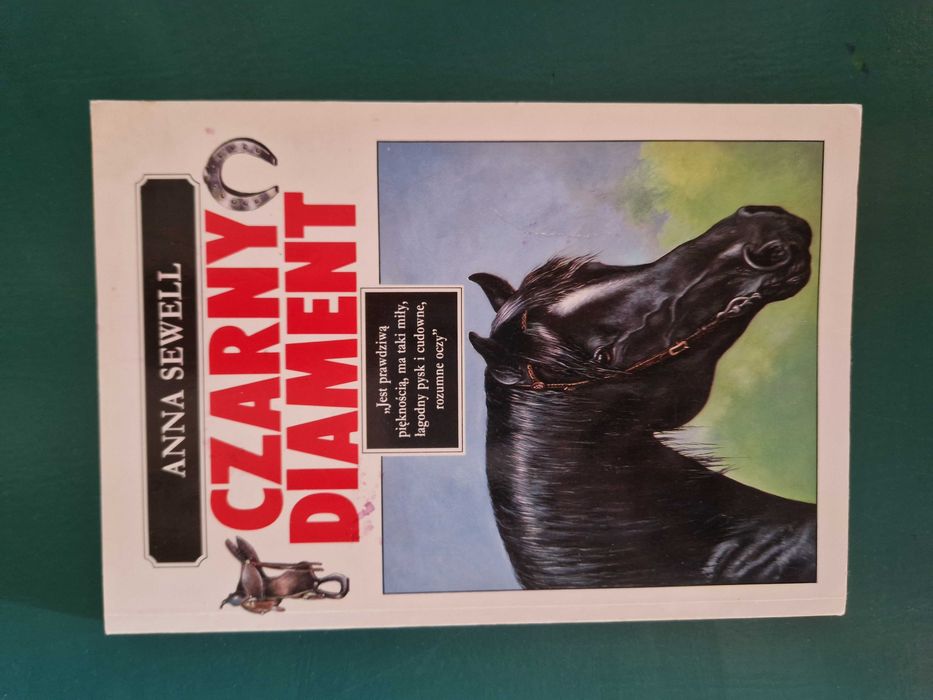 ANNA SEWELL
CZARNY
DIAMENT
„Jest prawdziwą
pięknością, ma taki miły,
łagodny pysk i cudowne,
rozumne oczy”